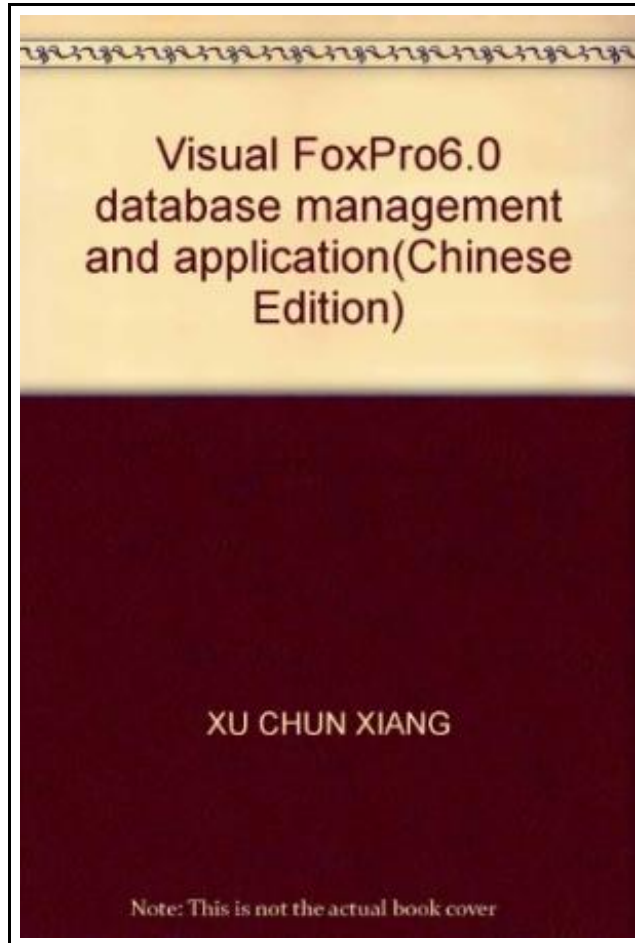 Visual FoxPro6.0
database management
and application(Chinese
Edition)
XU CHUN XIANG
Note: This is not the actual book cover